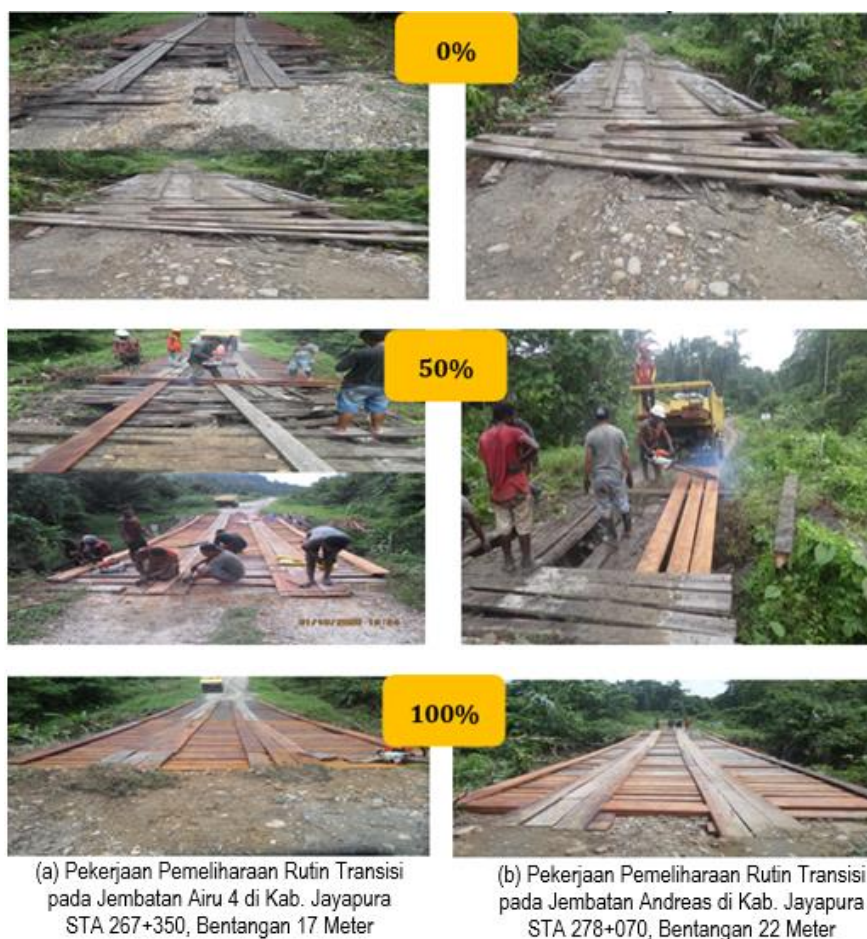 0%
50%
100%
(a) Pekerjaan Pemeliharaan Rutin Transisi
pada Jembatan Airu 4 di Kab. Jayapura
STA 267+350, Bentangan 17 Meter
(b) Pekerjaan Pemeliharaan Rutin Transisi
pada Jembatan Andreas di Kab. Jayapura
STA 278+070, Bentangan 22 Meter